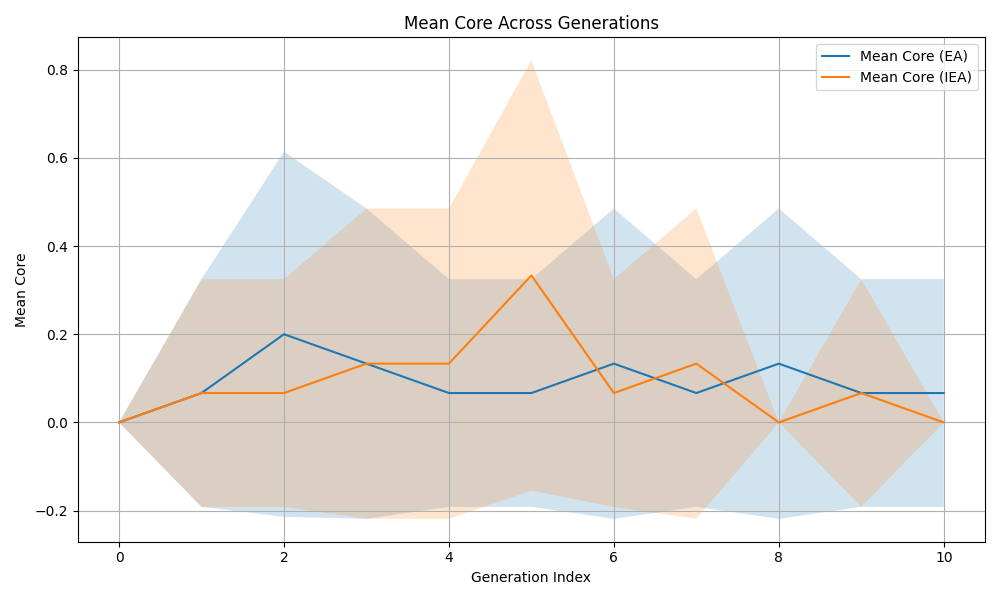 Mean Core Across Generations
Mean Core (EA)
Mean Core (IEA)
0.8
0.6
0.4
0.2
0.0
−0.2
Mean Core
0 2 4 6 8 10
Generation Index